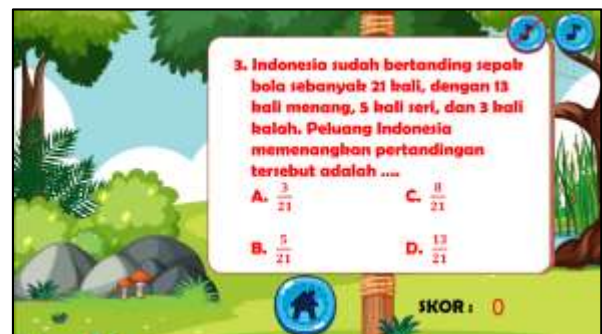 3. Indonesia sudah bertanding sepak
bola sebanyak 21 kali, dengan 13
kali menang, 5 kali seri, dan 3 kali
kalah. Peluang Indonesia
memenangkan pertandingan
tersebut adalah ....
A. 3/21 C. 8/21
B. 5/21 D. 13/21
SKOR : 0